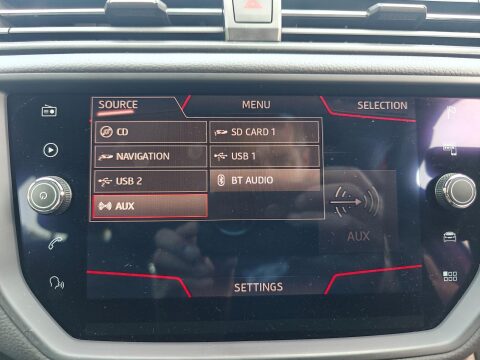 SOURCE
MENU
SELECTION
CD
SD CARD 1
NAVIGATION
USB 1
USB 2
BT AUDIO
AUX
AUX
SETTINGS